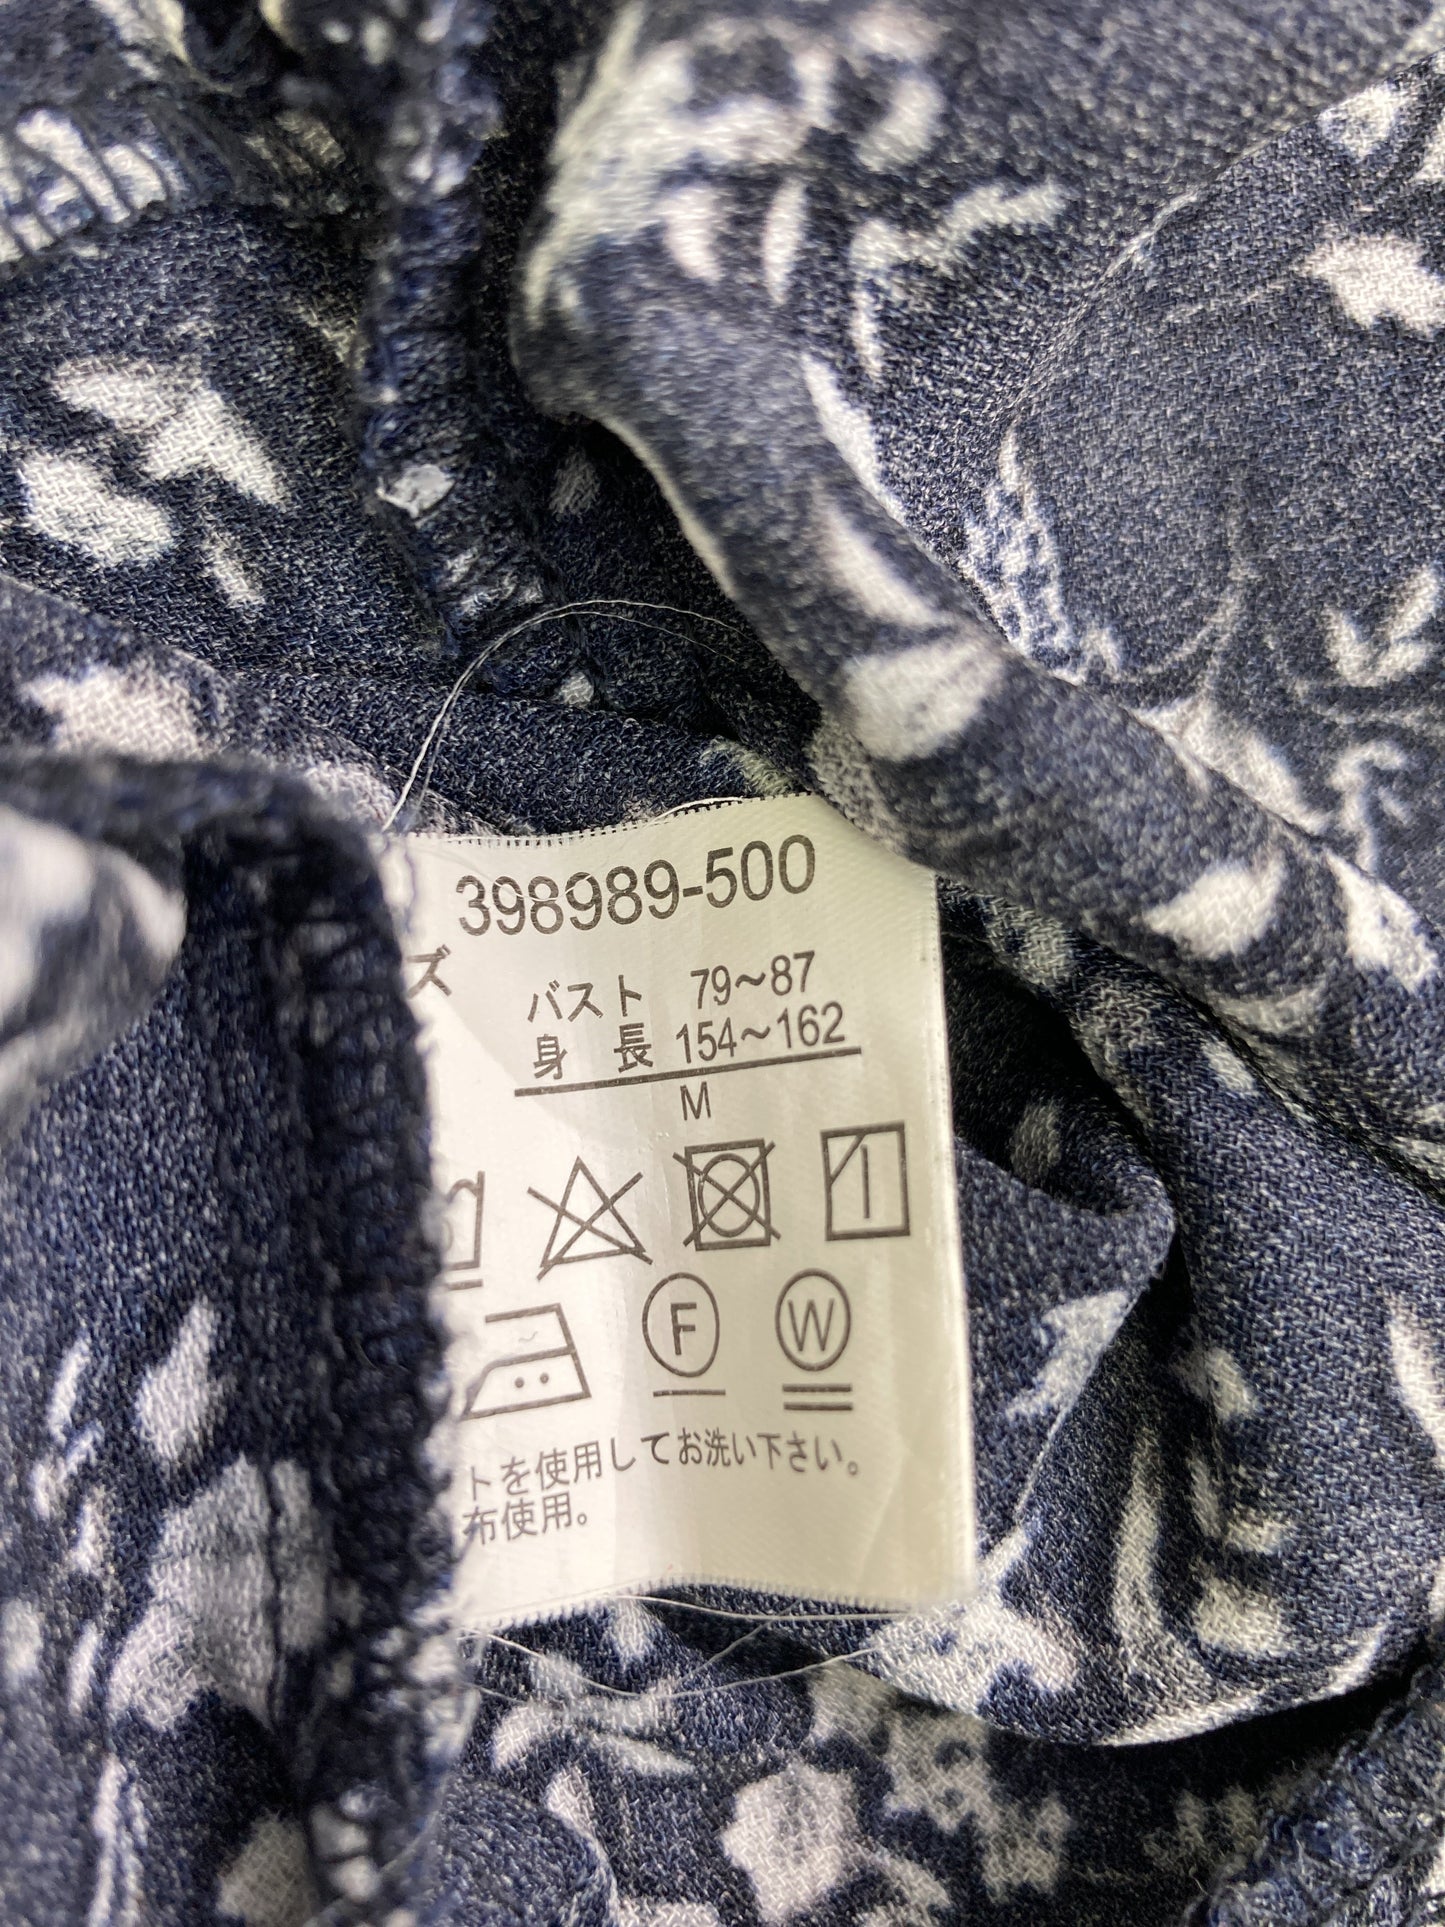 398989-500
ズ
バスト 79～87
身長 154～162
M
F
W
トを使用してお洗い下さい。
布使用。